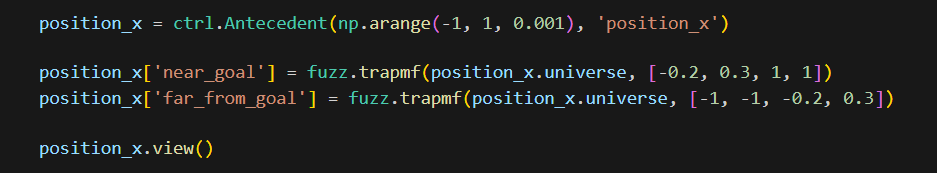 position_x = ctrl.Antecedent(np.arange(-1, 1, 0.001), 'position_x')
position_x['near_goal'] = fuzz.trapmf(position_x.universe, [-0.2, 0.3, 1, 1])
position_x['far_from_goal'] = fuzz.trapmf(position_x.universe, [-1, -1, -0.2, 0.3])
position_x.view()